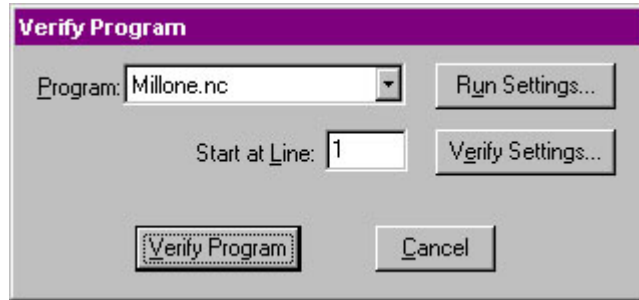 Verify Program
Program: Millone.nc Run Settings...
Start at Line: 1 Verify Settings...
Verify Program Cancel